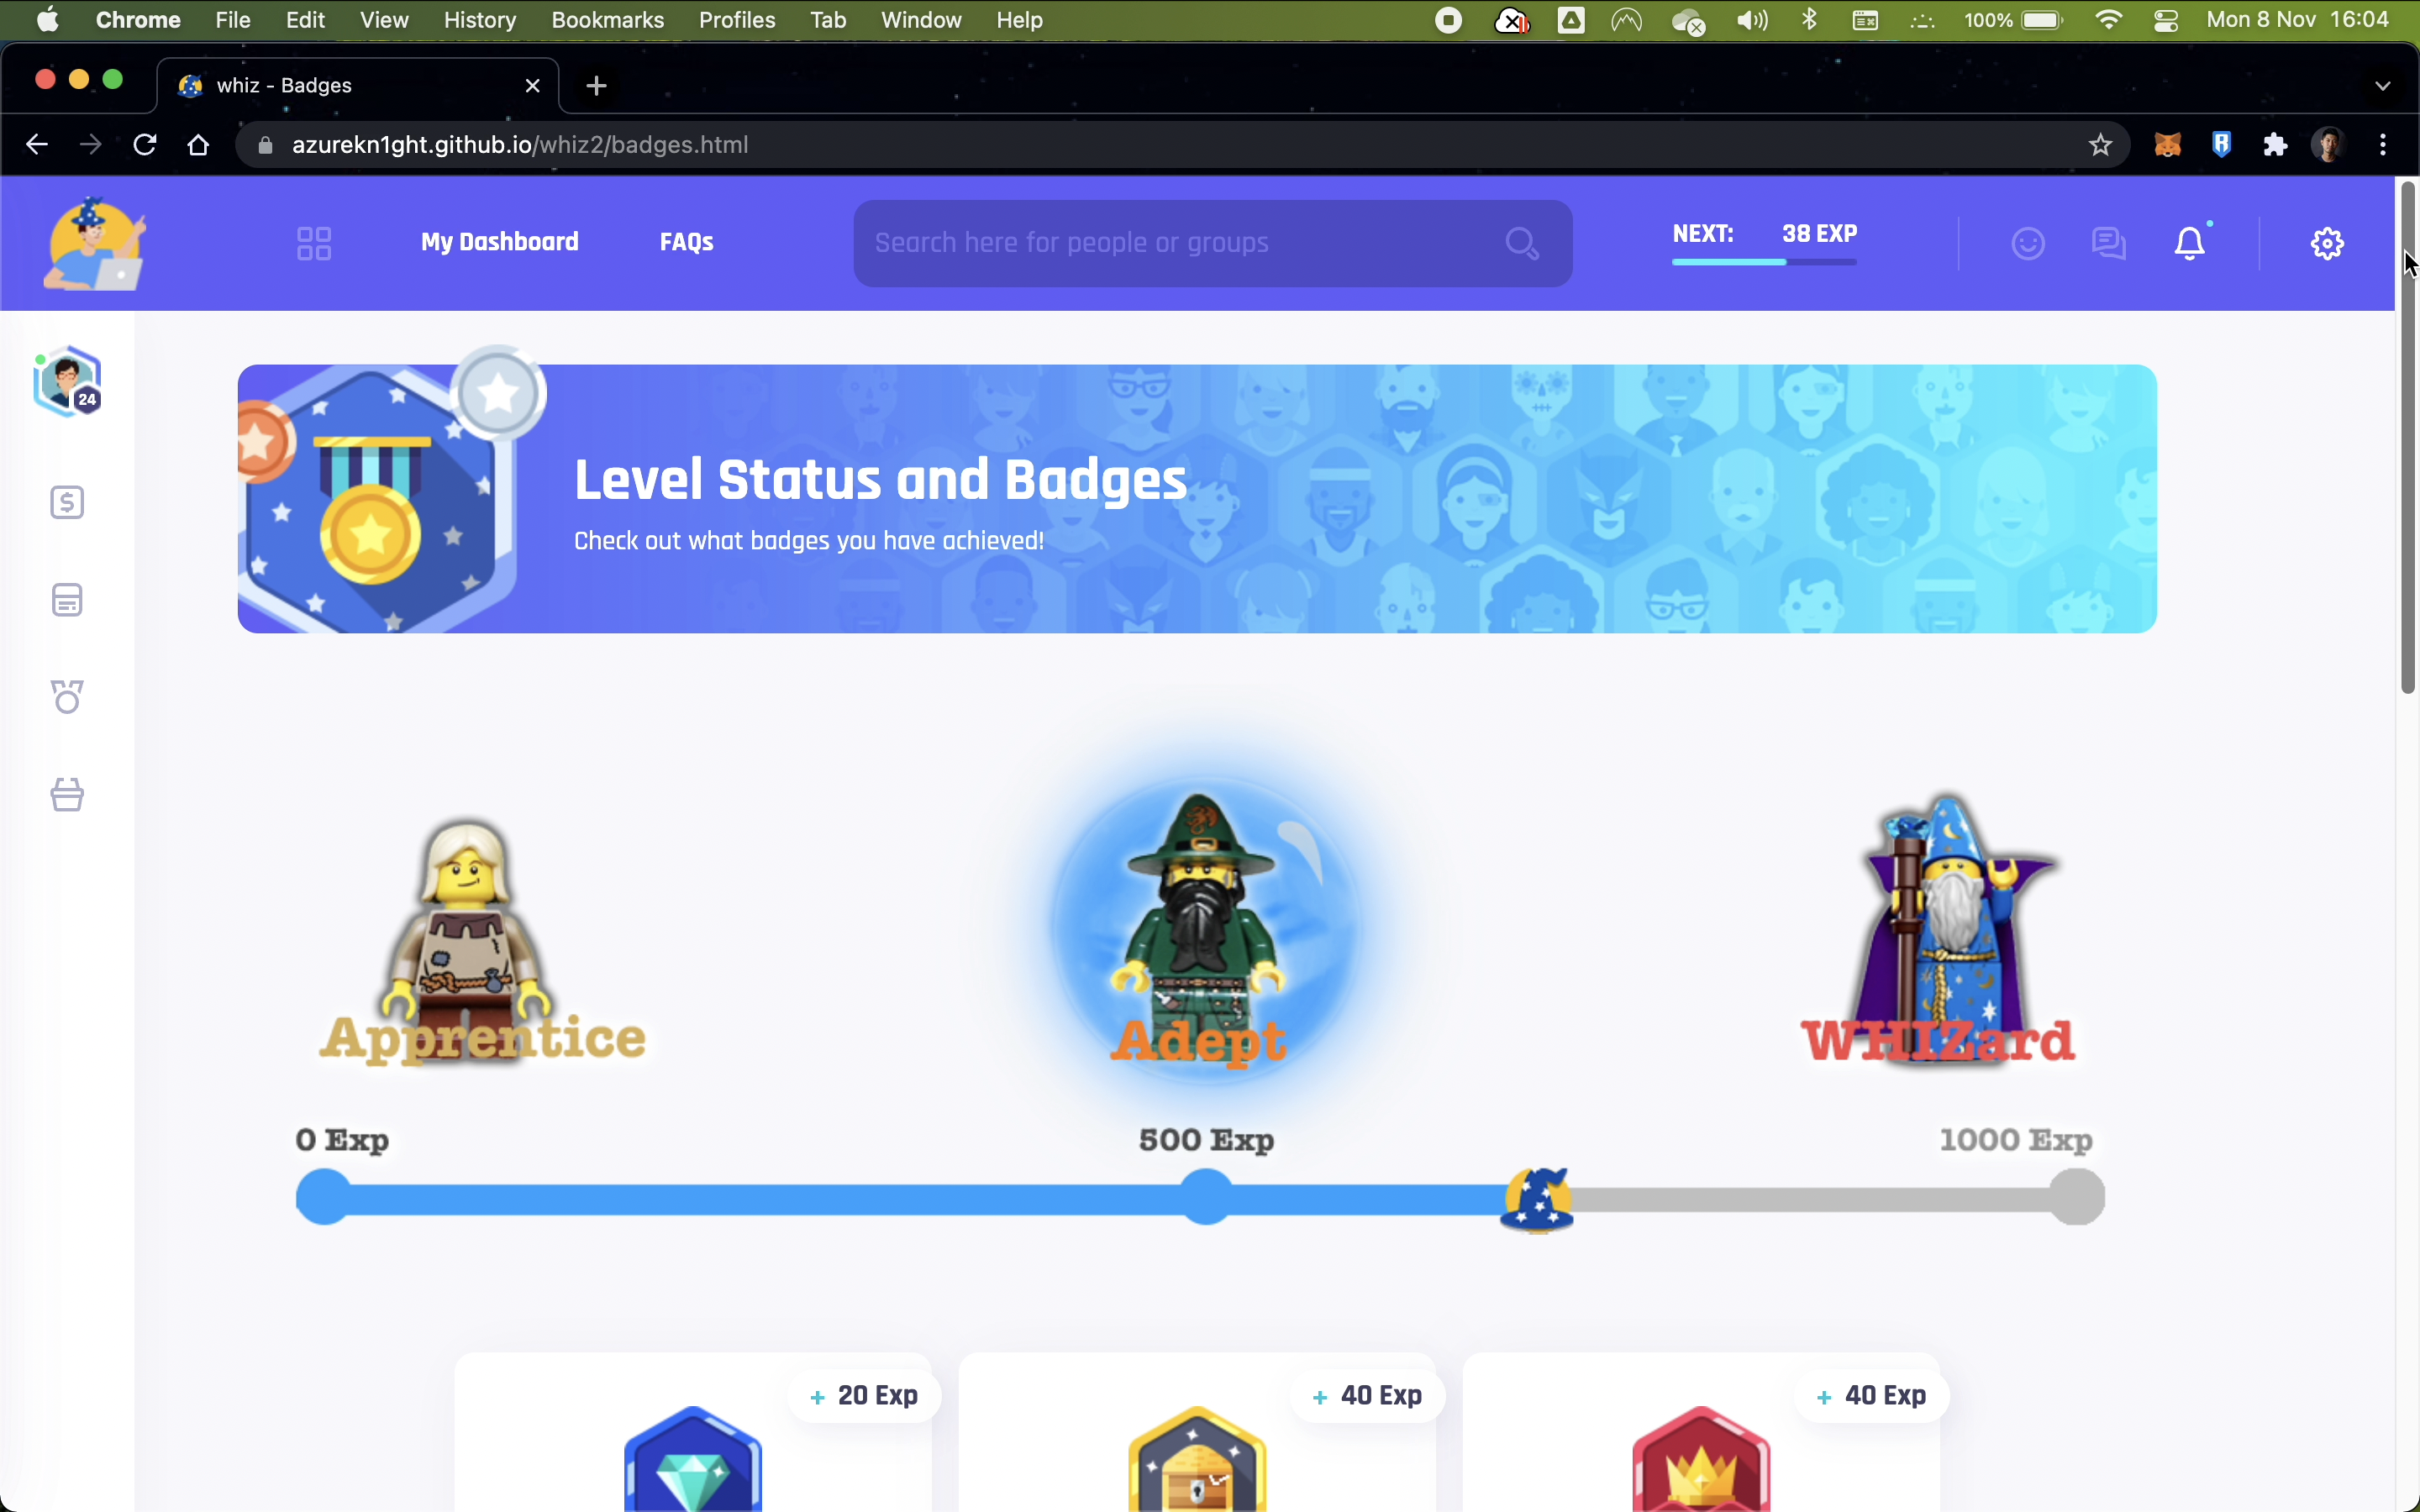 Chrome File Edit View History Bookmarks Profiles Tab Window Help 100% Mon 8 Nov 16:04
whiz - Badges
azurekn1ght.github.io/whiz2/badges.html
My Dashboard FAQs Search here for people or groups NEXT: 38 EXP
24
Level Status and Badges
Check out what badges you have achieved!
Apprentice Adept WHIZard
0 Exp 500 Exp 1000 Exp
+ 20 Exp + 40 Exp + 40 Exp